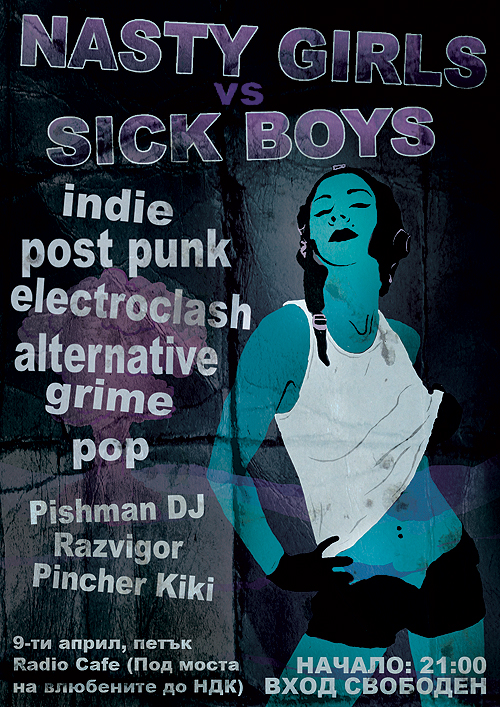 NASTY GIRLS
VS
SICK BOYS
indie
post punk
electroclash
alternative
grime
pop
Pishman DJ
Razvigor
Pincher Kiki
9-ти април, петък
Radio Cafe (Под моста
на влюбените до НДК)
НАЧАЛО: 21:00
ВХОД СВОБОДЕН